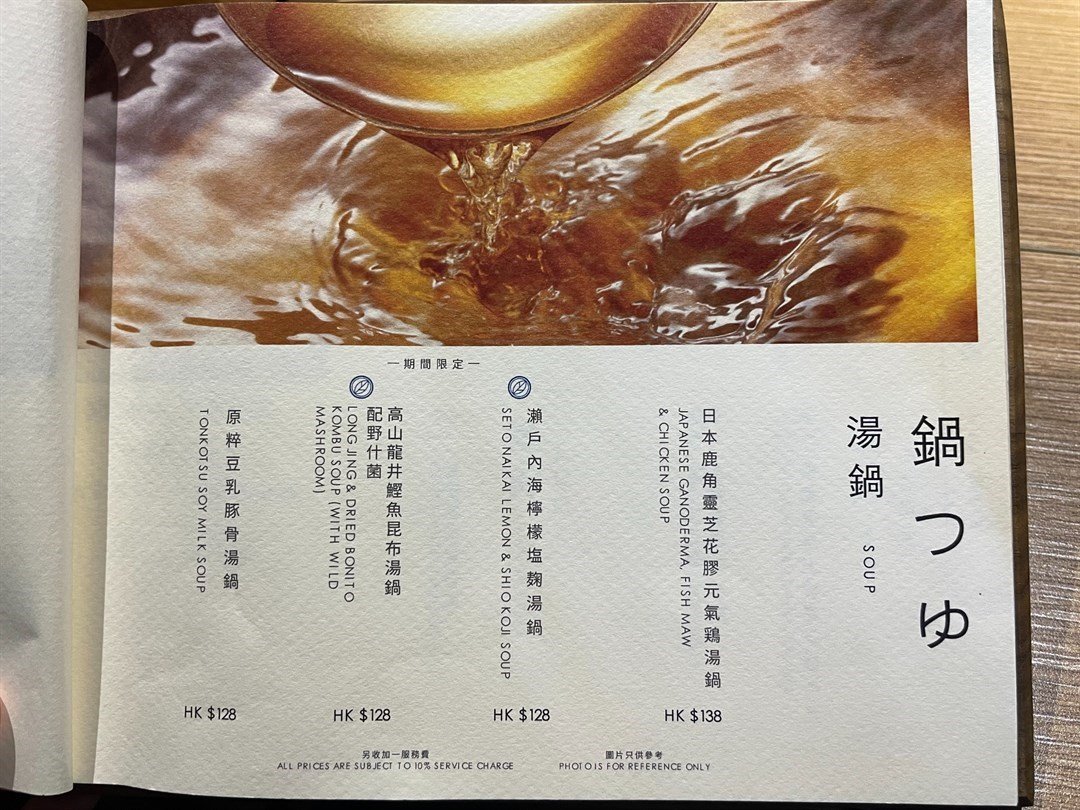 鍋つゆ
湯鍋
SOUP
日本鹿角靈芝花膠元氣鶏湯鍋
JAPANESE GANODERMA, FISH MAW
& CHICKEN SOUP
HK $138
瀨戶內海檸檬塩麹湯鍋
SETONAIKAI LEMON & SHIO KOJI SOUP
HK $128
—期間限定—
高山龍井鰹魚昆布湯鍋
配野什菌
LONG JING & DRIED BONITO
KOMBU SOUP (WITH WILD
MASHROOM)
HK $128
原粹豆乳豚骨湯鍋
TONKOTSU SOY MILK SOUP
HK $128
另收加一服務費
ALL PRICES ARE SUBJECT TO 10% SERVICE CHARGE
圖片只供參考
PHOTO IS FOR REFERENCE ONLY